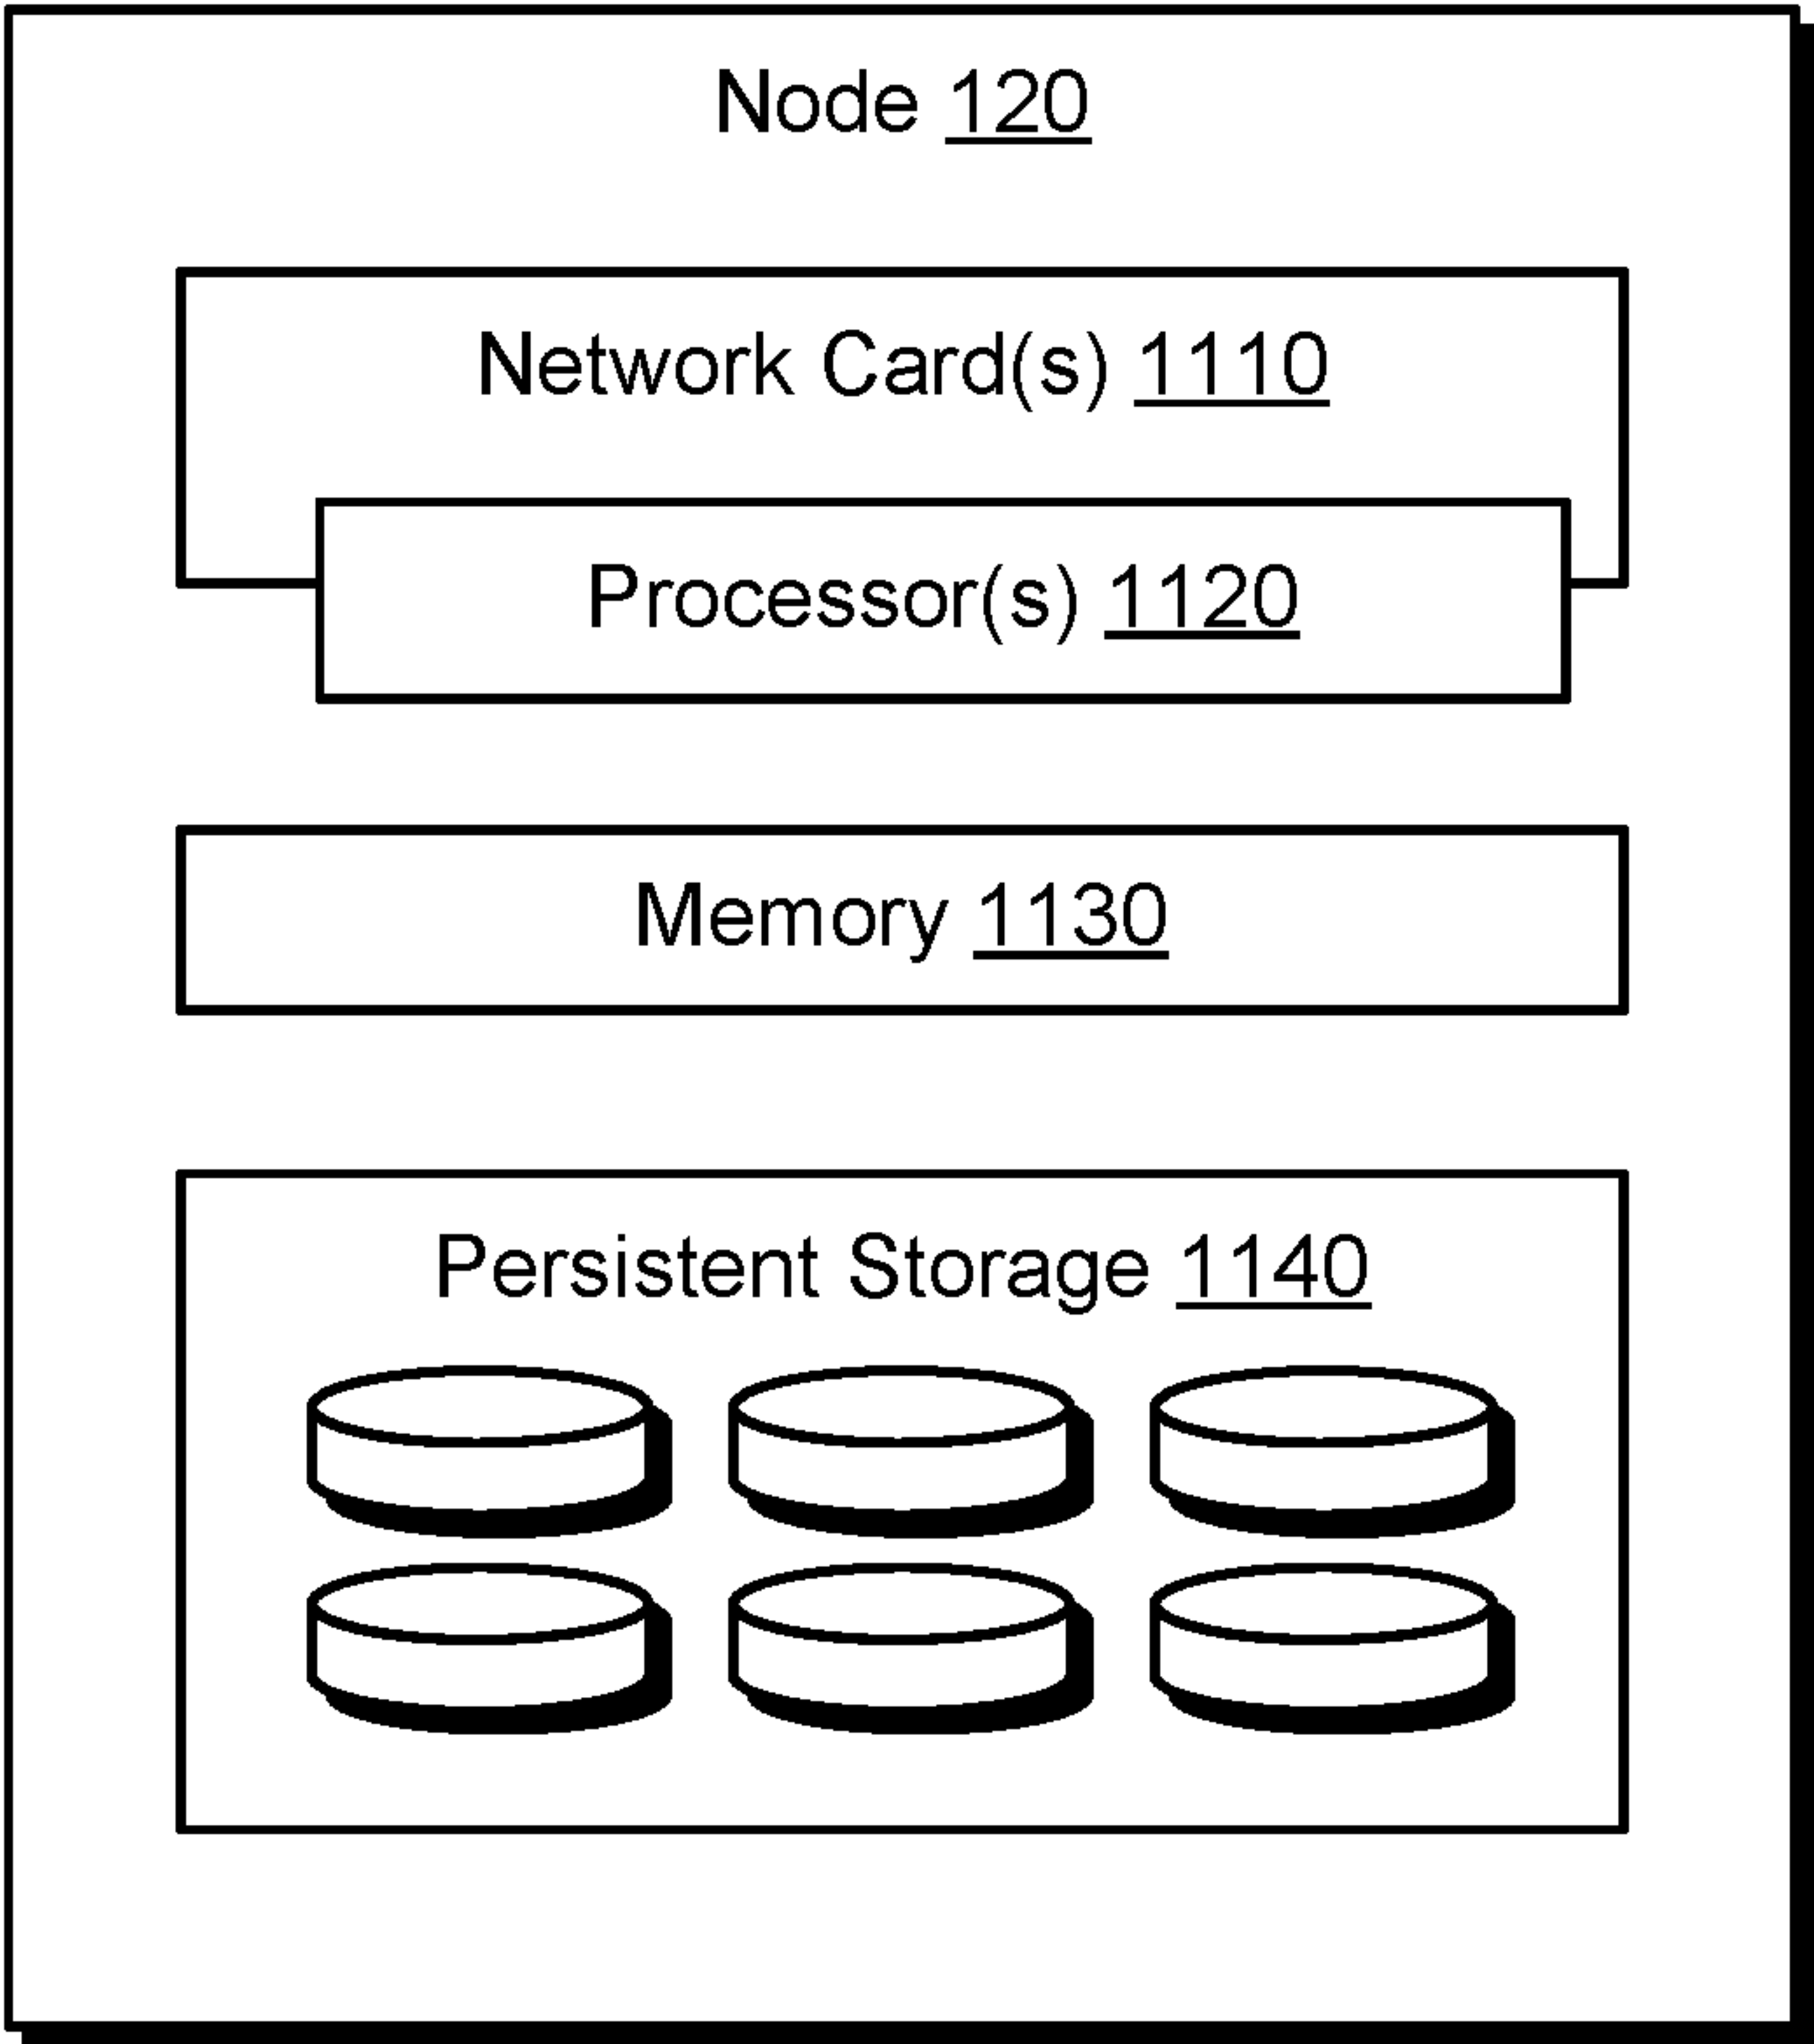 Node 120
Network Card(s) 1110
Processor(s) 1120
Memory 1130
Persistent Storage 1140